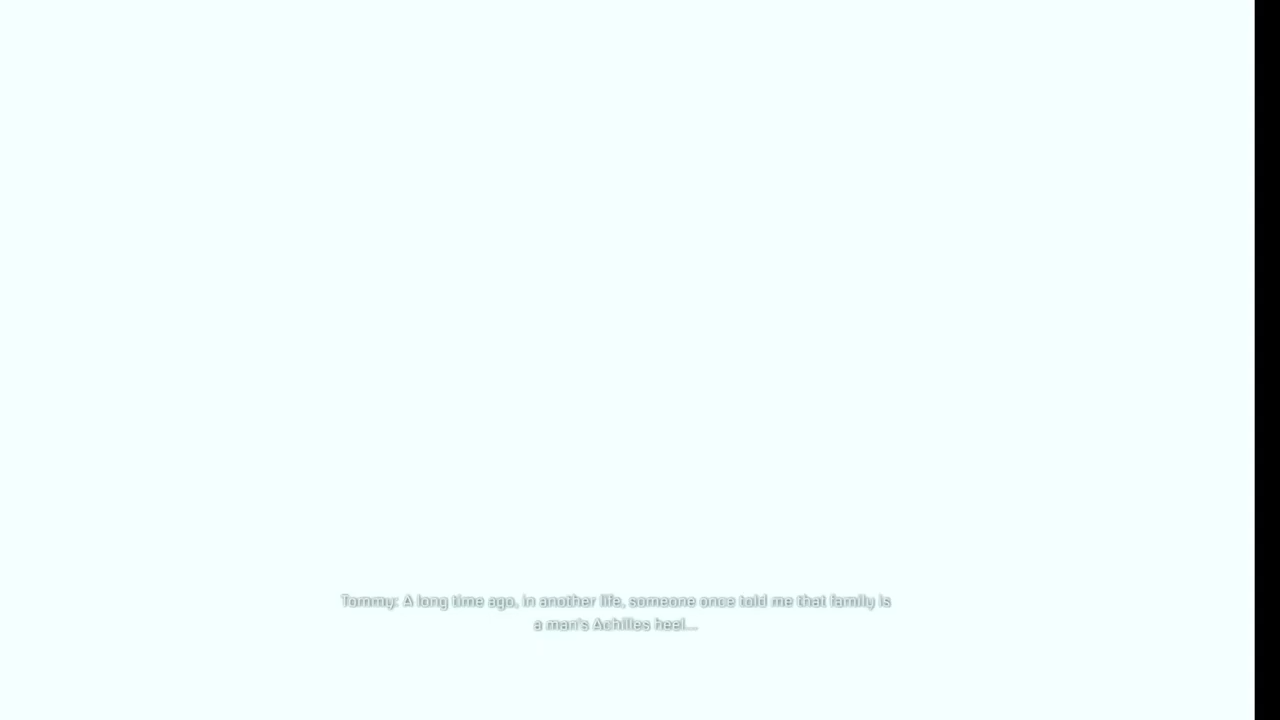 Tommy: A long time ago, in another life, someone once told me that family is
a man's Achilles heel...